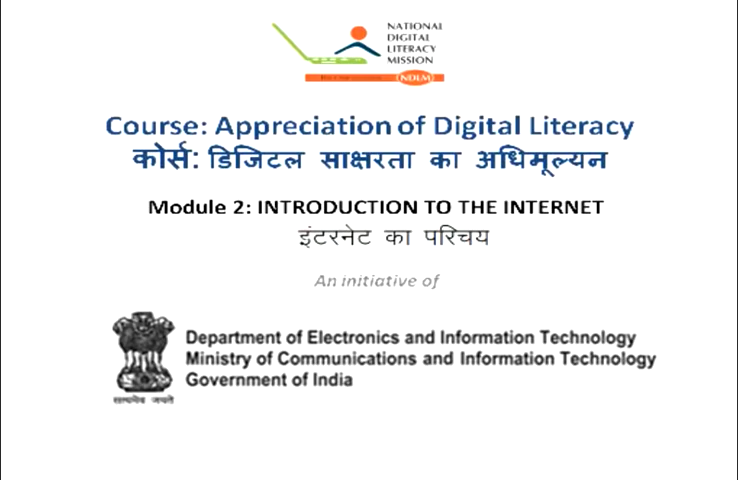 NATIONAL
DIGITAL
LITERACY
MISSION
NDLM
Course: Appreciation of Digital Literacy
कोर्स: डिजिटल साक्षरता का अधिमूल्यन
Module 2: INTRODUCTION TO THE INTERNET
इंटरनेट का परिचय
An initiative of
Department of Electronics and Information Technology
Ministry of Communications and Information Technology
Government of India
सत्यमेव जयते